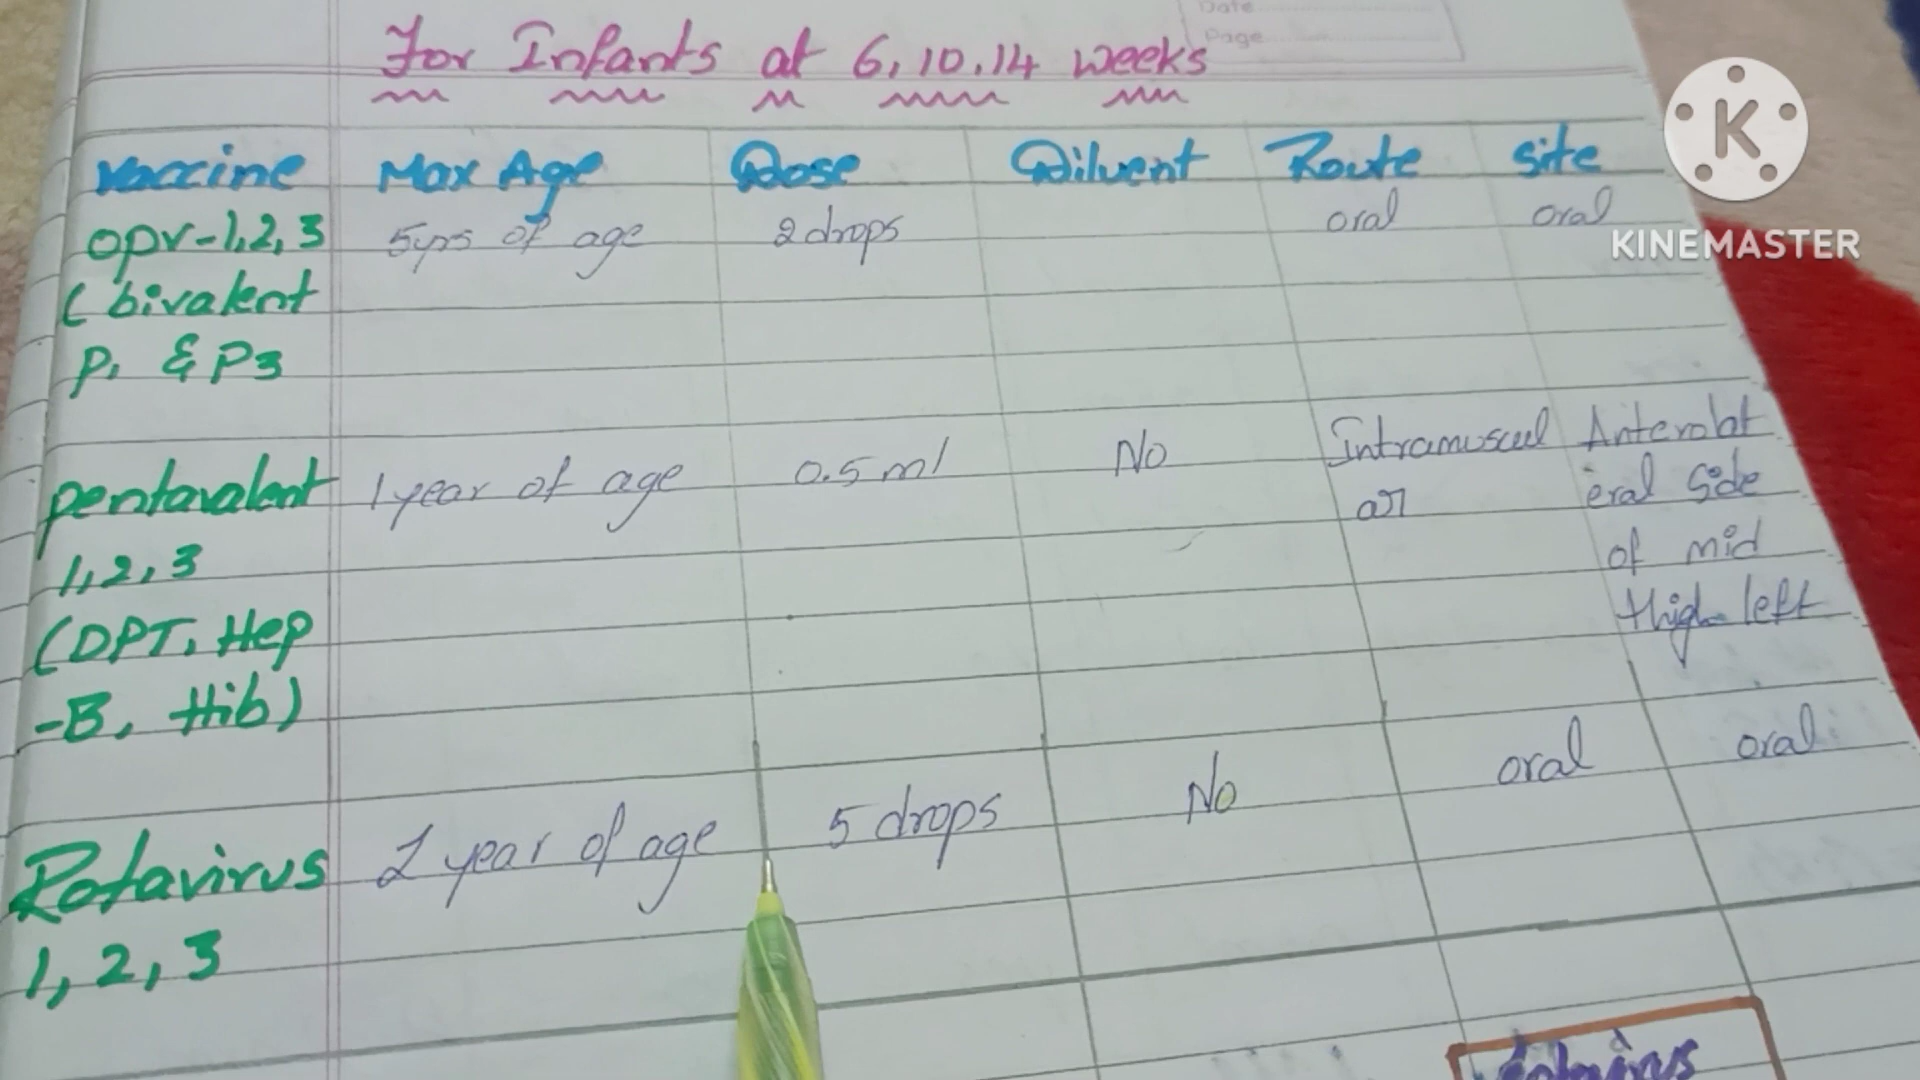 Date
Page
For Infants at 6, 10, 14 weeks
Vaccine Max Age Dose Diluent Route Site
OPV-1,2,3 5yrs of age 2 drops oral oral
(bivalent
P1 & P3
pentavalent 1 year of age 0.5 ml No Intramuscul Anterolat
1,2,3 ar eral Side
(DPT, Hep of mid
-B, Hib) thigh left
Rotavirus 1 year of age 5 drops No oral oral
1, 2, 3
K
KINEMASTER